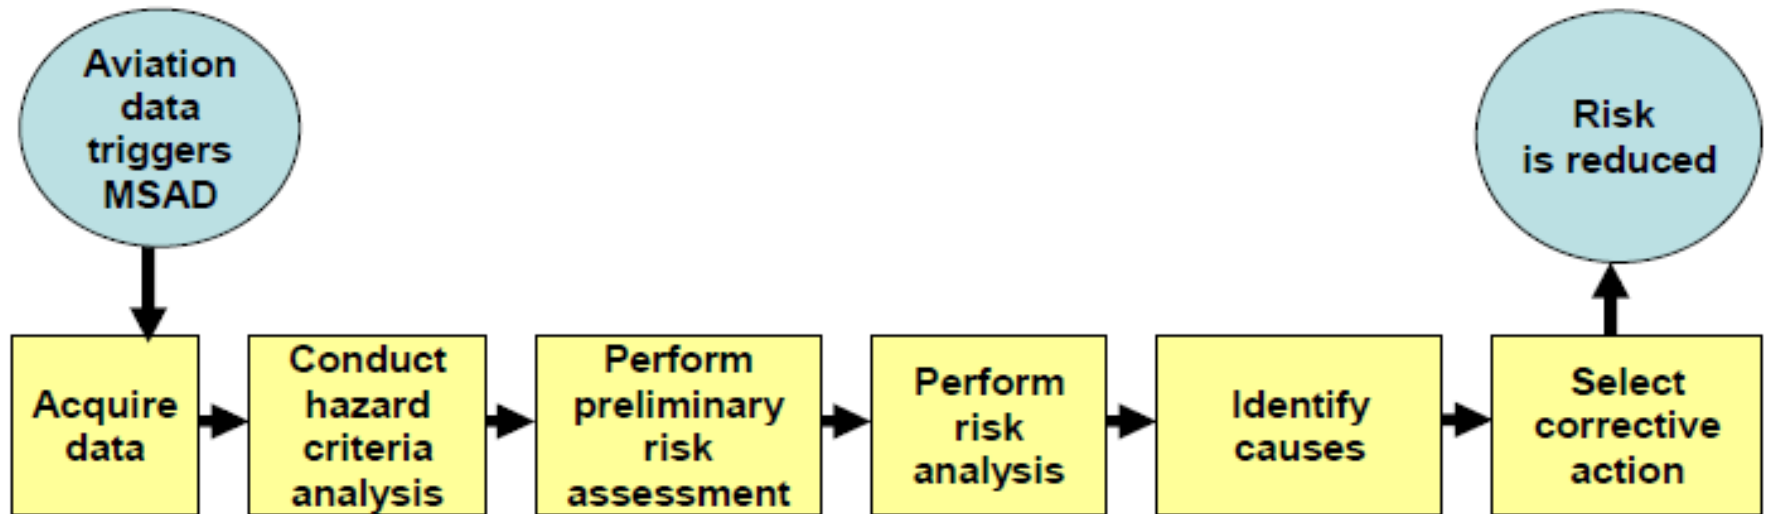 Aviation
data
triggers
MSAD
Risk
is reduced
Acquire
data
Conduct
hazard
criteria
analysis
Perform
preliminary
risk
assessment
Perform
risk
analysis
Identify
causes
Select
corrective
action